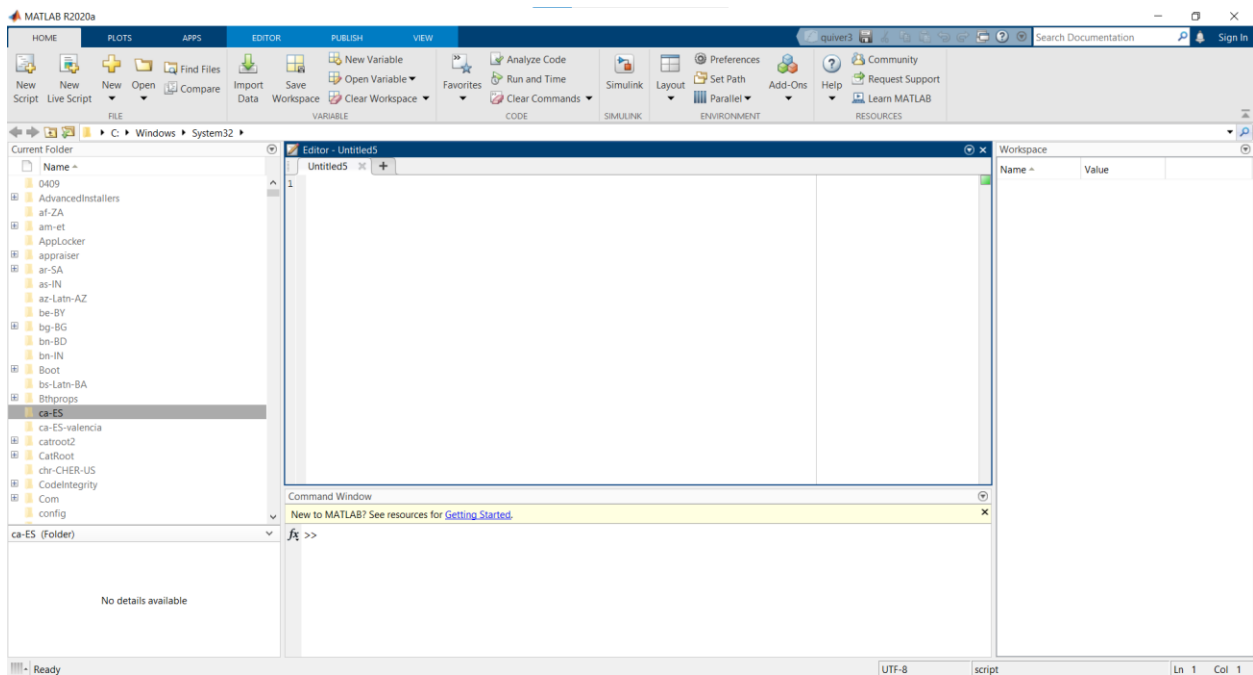 MATLAB R2020a
HOME PLOTS APPS EDITOR PUBLISH VIEW quiver3 Search Documentation Sign In
New Script
New Live Script
New
Open
Find Files
Compare
FILE
Import Data
Save Workspace
New Variable
Open Variable
Clear Workspace
VARIABLE
Favorites
Analyze Code
Run and Time
Clear Commands
CODE
Simulink
SIMULINK
Layout
Preferences
Set Path
Parallel
Add-Ons
ENVIRONMENT
Help
Community
Request Support
Learn MATLAB
RESOURCES
C: Windows System32
Current Folder
Name
0409
AdvancedInstallers
af-ZA
am-et
AppLocker
appraiser
ar-SA
as-IN
az-Latn-AZ
be-BY
bg-BG
bn-BD
bn-IN
Boot
bs-Latn-BA
Bthprops
ca-ES
ca-ES-valencia
catroot2
CatRoot
chr-CHER-US
CodeIntegrity
Com
config
ca-ES (Folder)
No details available
Editor - Untitled5
Untitled5
1
Command Window
New to MATLAB? See resources for Getting Started.
fx >>
Workspace
Name Value
Ready UTF-8 script Ln 1 Col 1